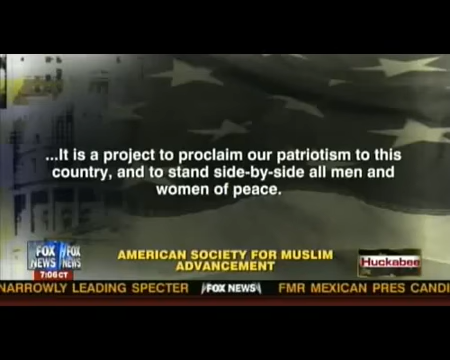 ...It is a project to proclaim our patriotism to this
country, and to stand side-by-side all men and
women of peace.
FOX NEWS FOX NEWS
7:06CT
AMERICAN SOCIETY FOR MUSLIM
ADVANCEMENT
Huckabee
NARROWLY LEADING SPECTER FOX NEWS FMR MEXICAN PRES CANDI